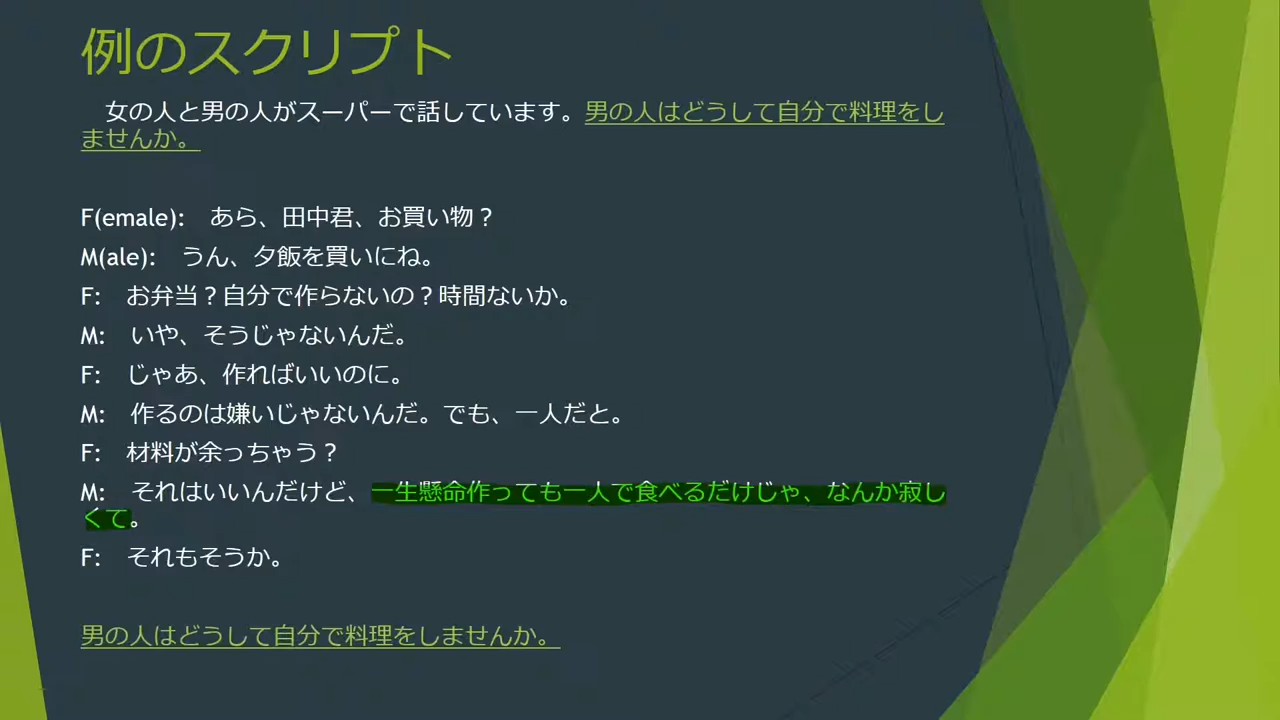 例のスクリプト
女の人と男の人がスーパーで話しています。男の人はどうして自分で料理をし
ませんか。
F(emale): あら、田中君、お買い物？
M(ale): うん、夕飯を買いにね。
F: お弁当？自分で作らないの？時間ないか。
M: いや、そうじゃないんだ。
F: じゃあ、作ればいいのに。
M: 作るのは嫌いじゃないんだ。でも、一人だと。
F: 材料が余っちゃう？
M: それはいいんだけど、一生懸命作っても一人で食べるだけじゃ、なんか寂し
くて。
F: それもそうか。
男の人はどうして自分で料理をしませんか。